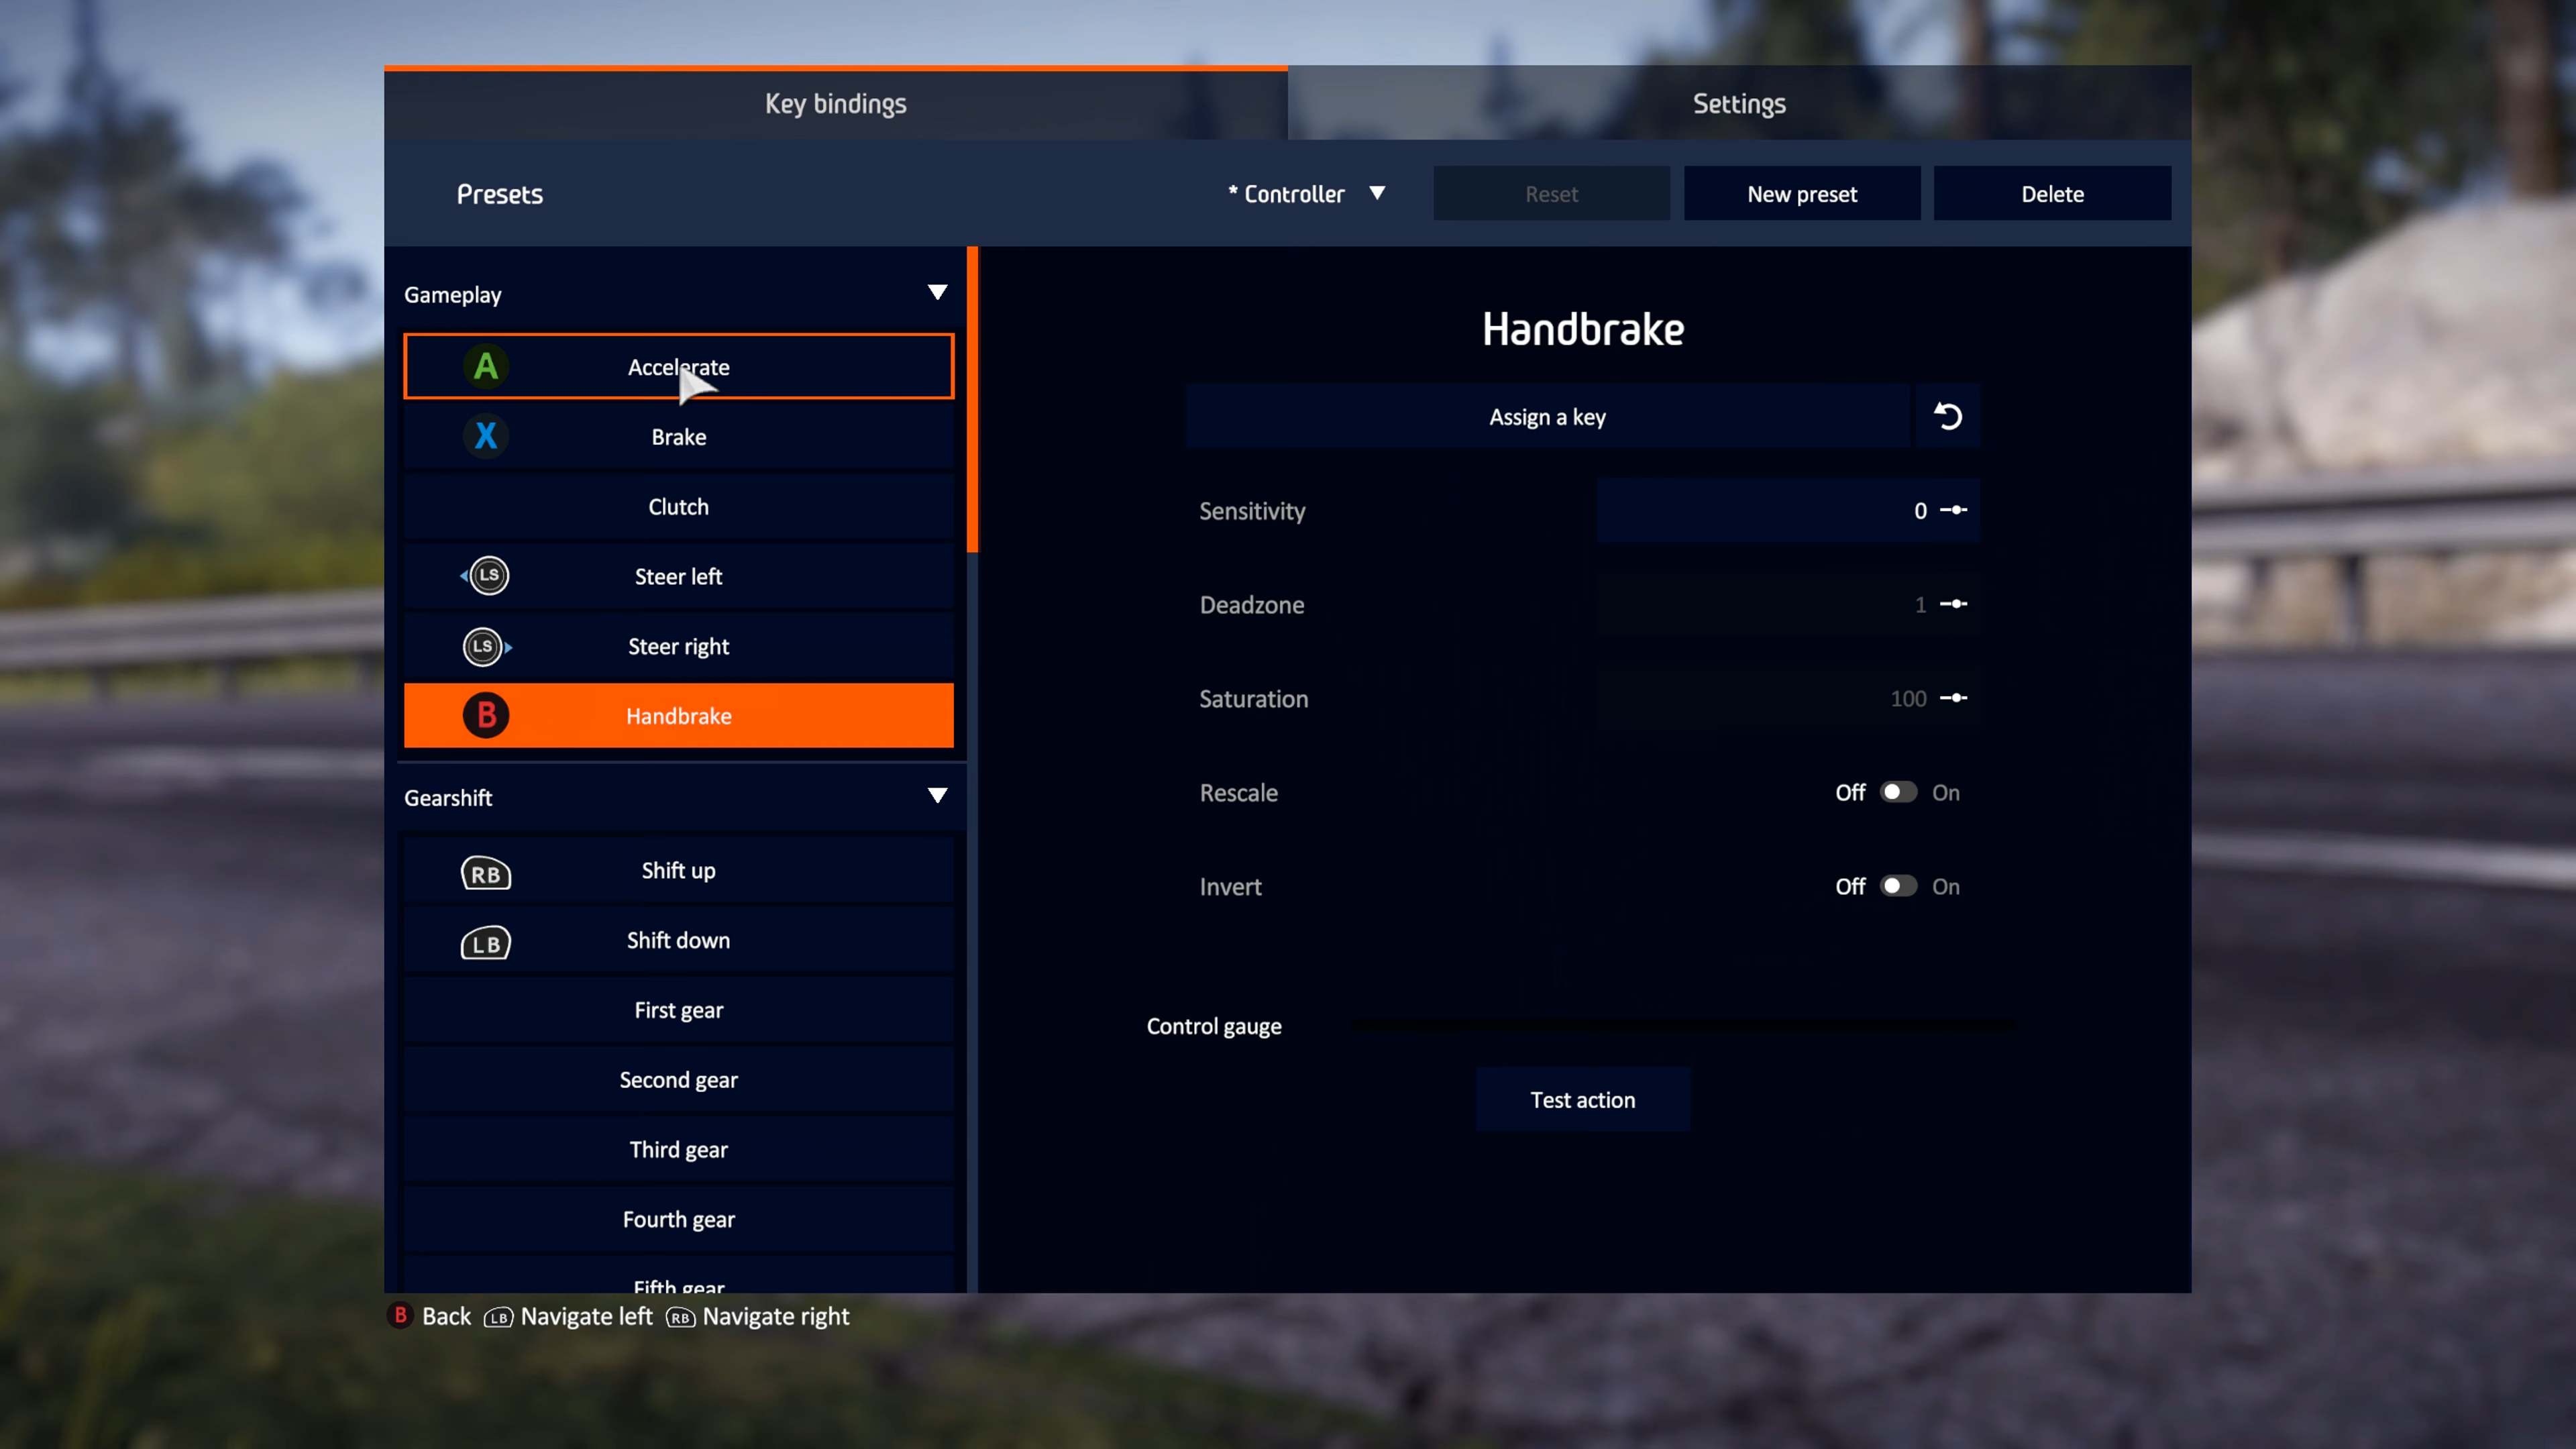 Key bindings
Settings
Presets
* Controller
Reset
New preset
Delete
Gameplay
A Accelerate
X Brake
Clutch
LS Steer left
LS Steer right
B Handbrake
Gearshift
RB Shift up
LB Shift down
First gear
Second gear
Third gear
Fourth gear
Fifth gear
Handbrake
Assign a key
Sensitivity 0
Deadzone 1
Saturation 100
Rescale Off On
Invert Off On
Control gauge
Test action
B Back LB Navigate left RB Navigate right